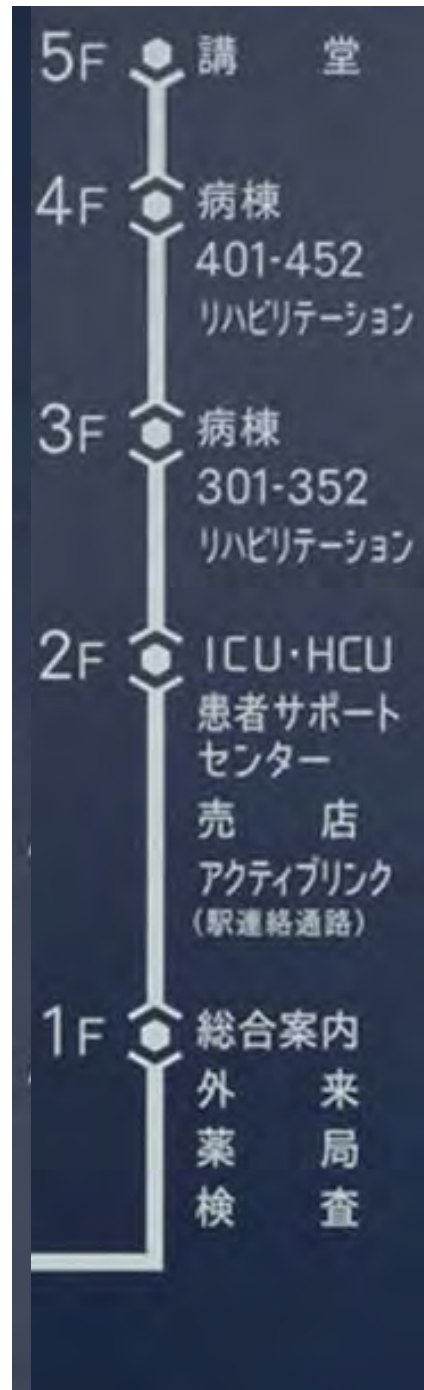 5F 講 堂
4F 病棟
401-452
リハビリテーション
3F 病棟
301-352
リハビリテーション
2F ICU・HCU
患者サポート
センター
売 店
アクティブリンク
(駅連絡通路)
1F 総合案内
外 来
薬 局
検 査